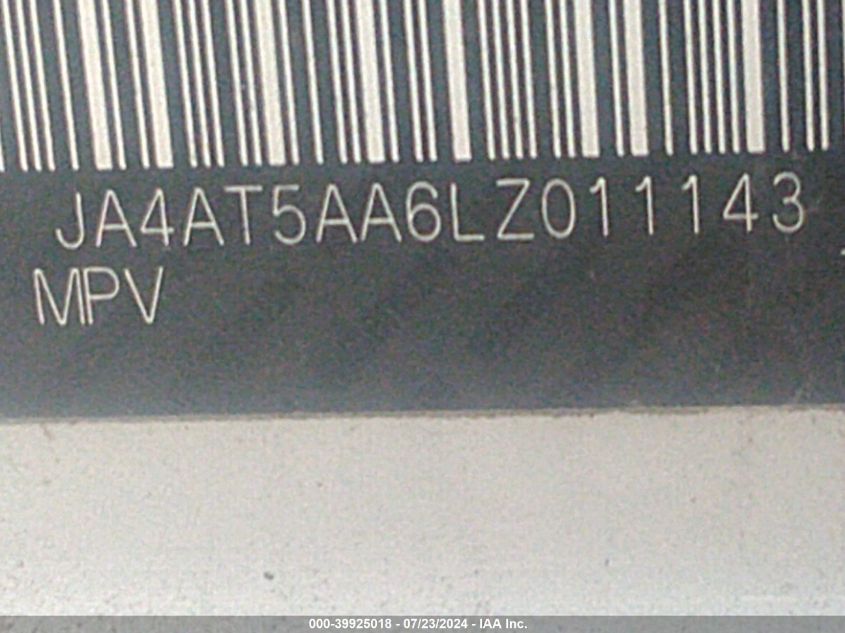 JA4AT5AA6LZ011143
MPV
000-39925018 - 07/23/2024 - IAA Inc.